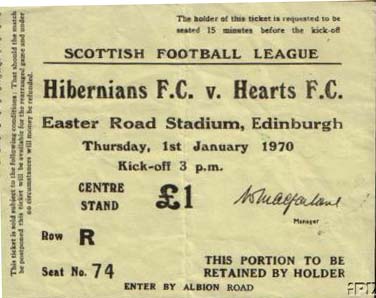 The holder of this ticket is requested to be
seated 15 minutes before the kick-off
SCOTTISH FOOTBALL LEAGUE
Hibernians F.C. v. Hearts F.C.
Easter Road Stadium, Edinburgh
Thursday, 1st January 1970
Kick-off 3 p.m.
CENTRE
STAND
£1
Manager
Row R
Seat No. 74
THIS PORTION TO BE
RETAINED BY HOLDER
ENTER BY ALBION ROAD
This ticket is sold subject to the following conditions: That should the match
be postponed this ticket will be available for the rearranged game and under
no circumstances will money be refunded.